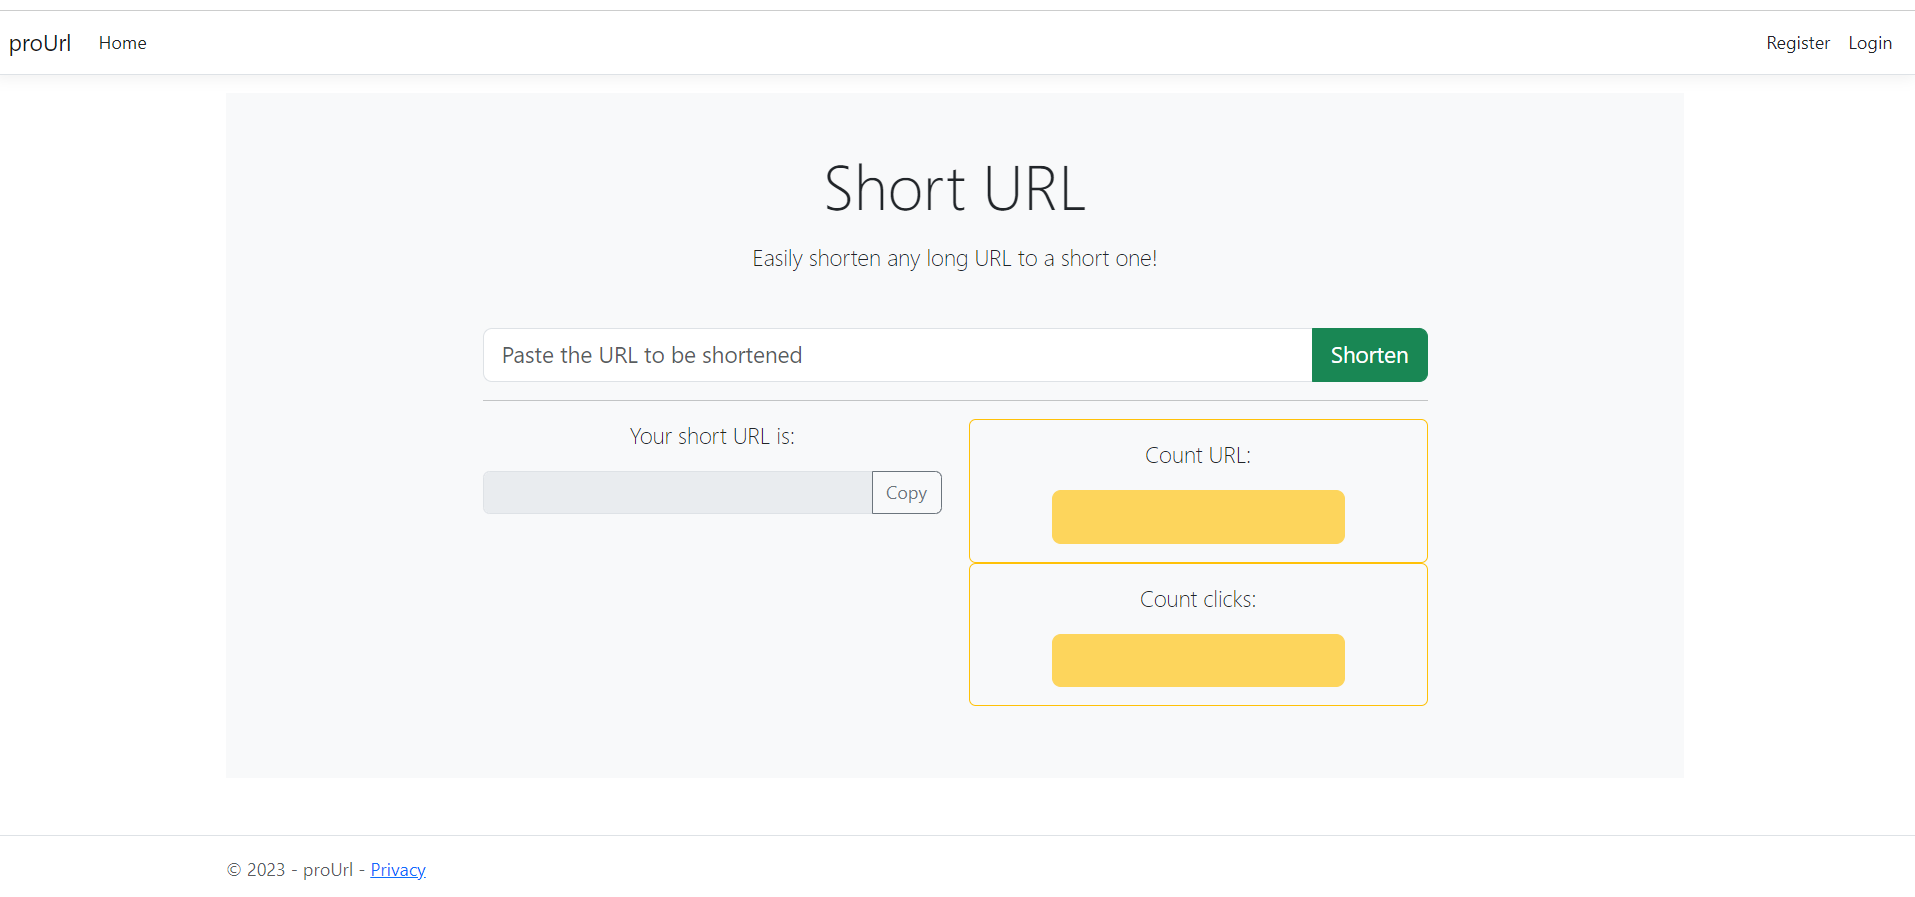 proUrl Home Register Login
Short URL
Easily shorten any long URL to a short one!
Paste the URL to be shortened Shorten
Your short URL is:
Copy
Count URL:
Count clicks:
© 2023 - proUrl - Privacy